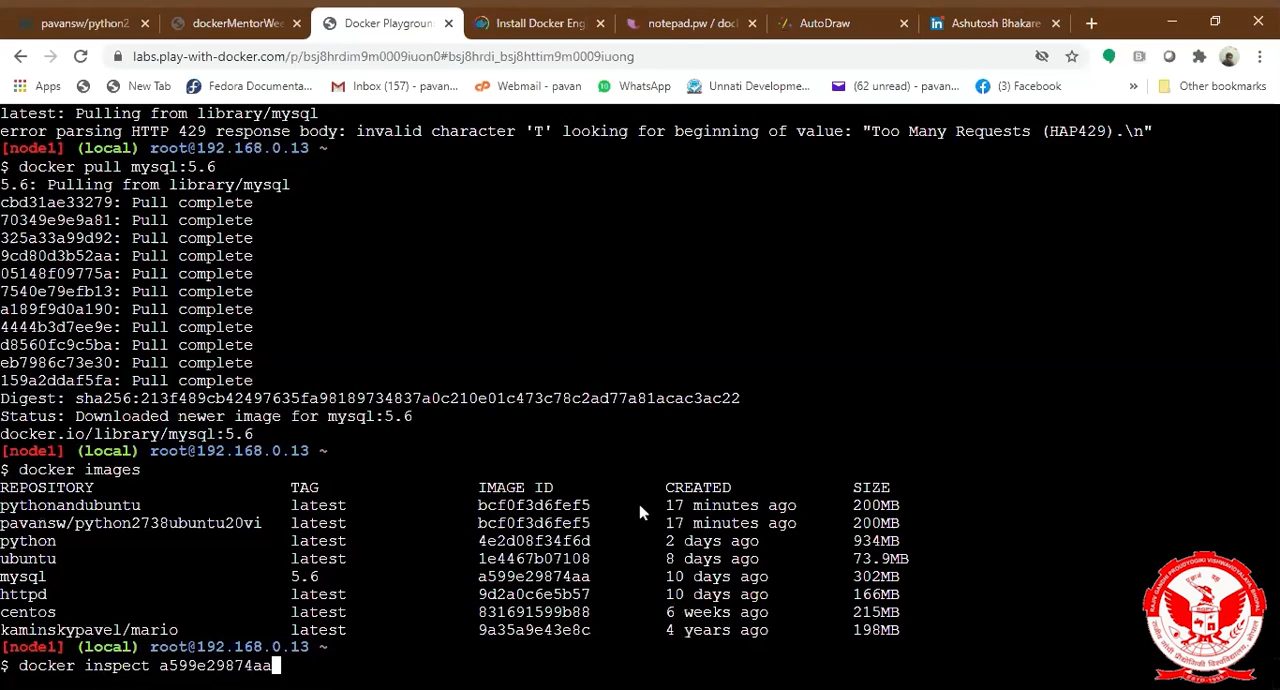 pavansw/python2
dockerMentorWee
Docker Playgroun
Install Docker Eng
notepad.pw / doc
AutoDraw
Ashutosh Bhakare
labs.play-with-docker.com/p/bsj8hrdim9m0009iuon0#bsj8hrdi_bsj8httim9m0009iuong
Apps
New Tab
Fedora Documenta...
Inbox (157) - pavan...
Webmail - pavan
WhatsApp
Unnati Developme...
(62 unread) - pavan...
(3) Facebook
»
Other bookmarks
latest: Pulling from library/mysql
error parsing HTTP 429 response body: invalid character 'T' looking for beginning of value: "Too Many Requests (HAP429).\n"
[node1] (local) root@192.168.0.13 ~
$ docker pull mysql:5.6
5.6: Pulling from library/mysql
cbd31ae33279: Pull complete
70349e9e9a81: Pull complete
325a33a99d92: Pull complete
9cd80d3b52aa: Pull complete
05148f09775a: Pull complete
7540e79efb13: Pull complete
a189f9d0a190: Pull complete
4444b3d7ee9e: Pull complete
d8560fc9c5ba: Pull complete
eb7986c73e30: Pull complete
159a2ddaf5fa: Pull complete
Digest: sha256:213f489cb42497635fa98189734837a0c210e01c473c78c2ad77a81acac3ac22
Status: Downloaded newer image for mysql:5.6
docker.io/library/mysql:5.6
[node1] (local) root@192.168.0.13 ~
$ docker images
REPOSITORY TAG IMAGE ID CREATED SIZE
pythonandubuntu latest bcf0f3d6fef5 17 minutes ago 200MB
pavansw/python2738ubuntu20vi latest bcf0f3d6fef5 17 minutes ago 200MB
python latest 4e2d08f34f6d 2 days ago 934MB
ubuntu latest 1e4467b07108 8 days ago 73.9MB
mysql 5.6 a599e29874aa 10 days ago 302MB
httpd latest 9d2a0c6e5b57 10 days ago 166MB
centos latest 831691599b88 6 weeks ago 215MB
kaminskypavel/mario latest 9a35a9e43e8c 4 years ago 198MB
[node1] (local) root@192.168.0.13 ~
$ docker inspect a599e29874aa